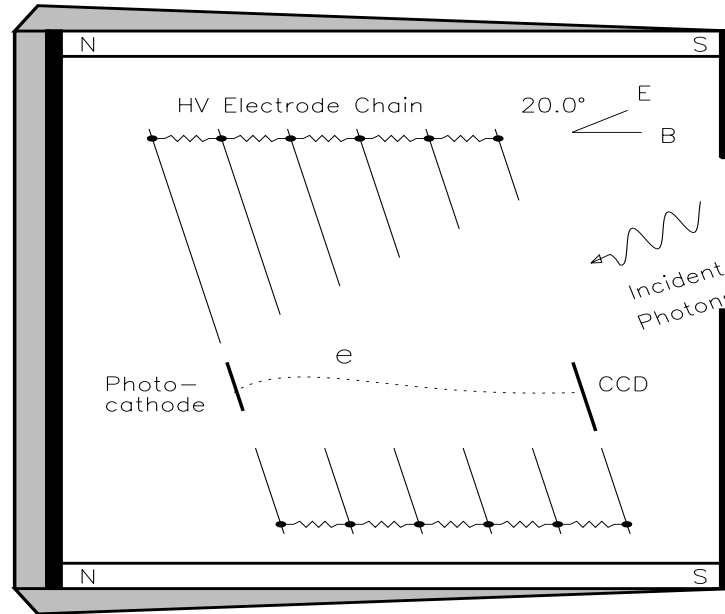 N S
HV Electrode Chain 20.0° E
B
Incident
Photons
e
Photo–
cathode
CCD
N S